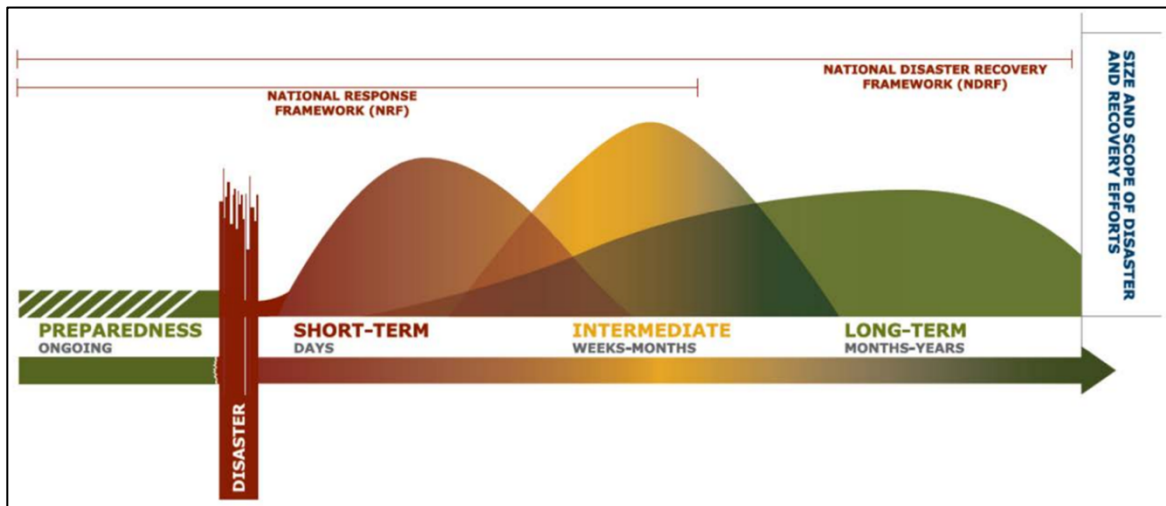 NATIONAL DISASTER RECOVERY
FRAMEWORK (NDRF)
NATIONAL RESPONSE
FRAMEWORK (NRF)
SIZE AND SCOPE OF DISASTER
AND RECOVERY EFFORTS
PREPAREDNESS
ONGOING
SHORT-TERM
DAYS
INTERMEDIATE
WEEKS-MONTHS
LONG-TERM
MONTHS-YEARS
DISASTER